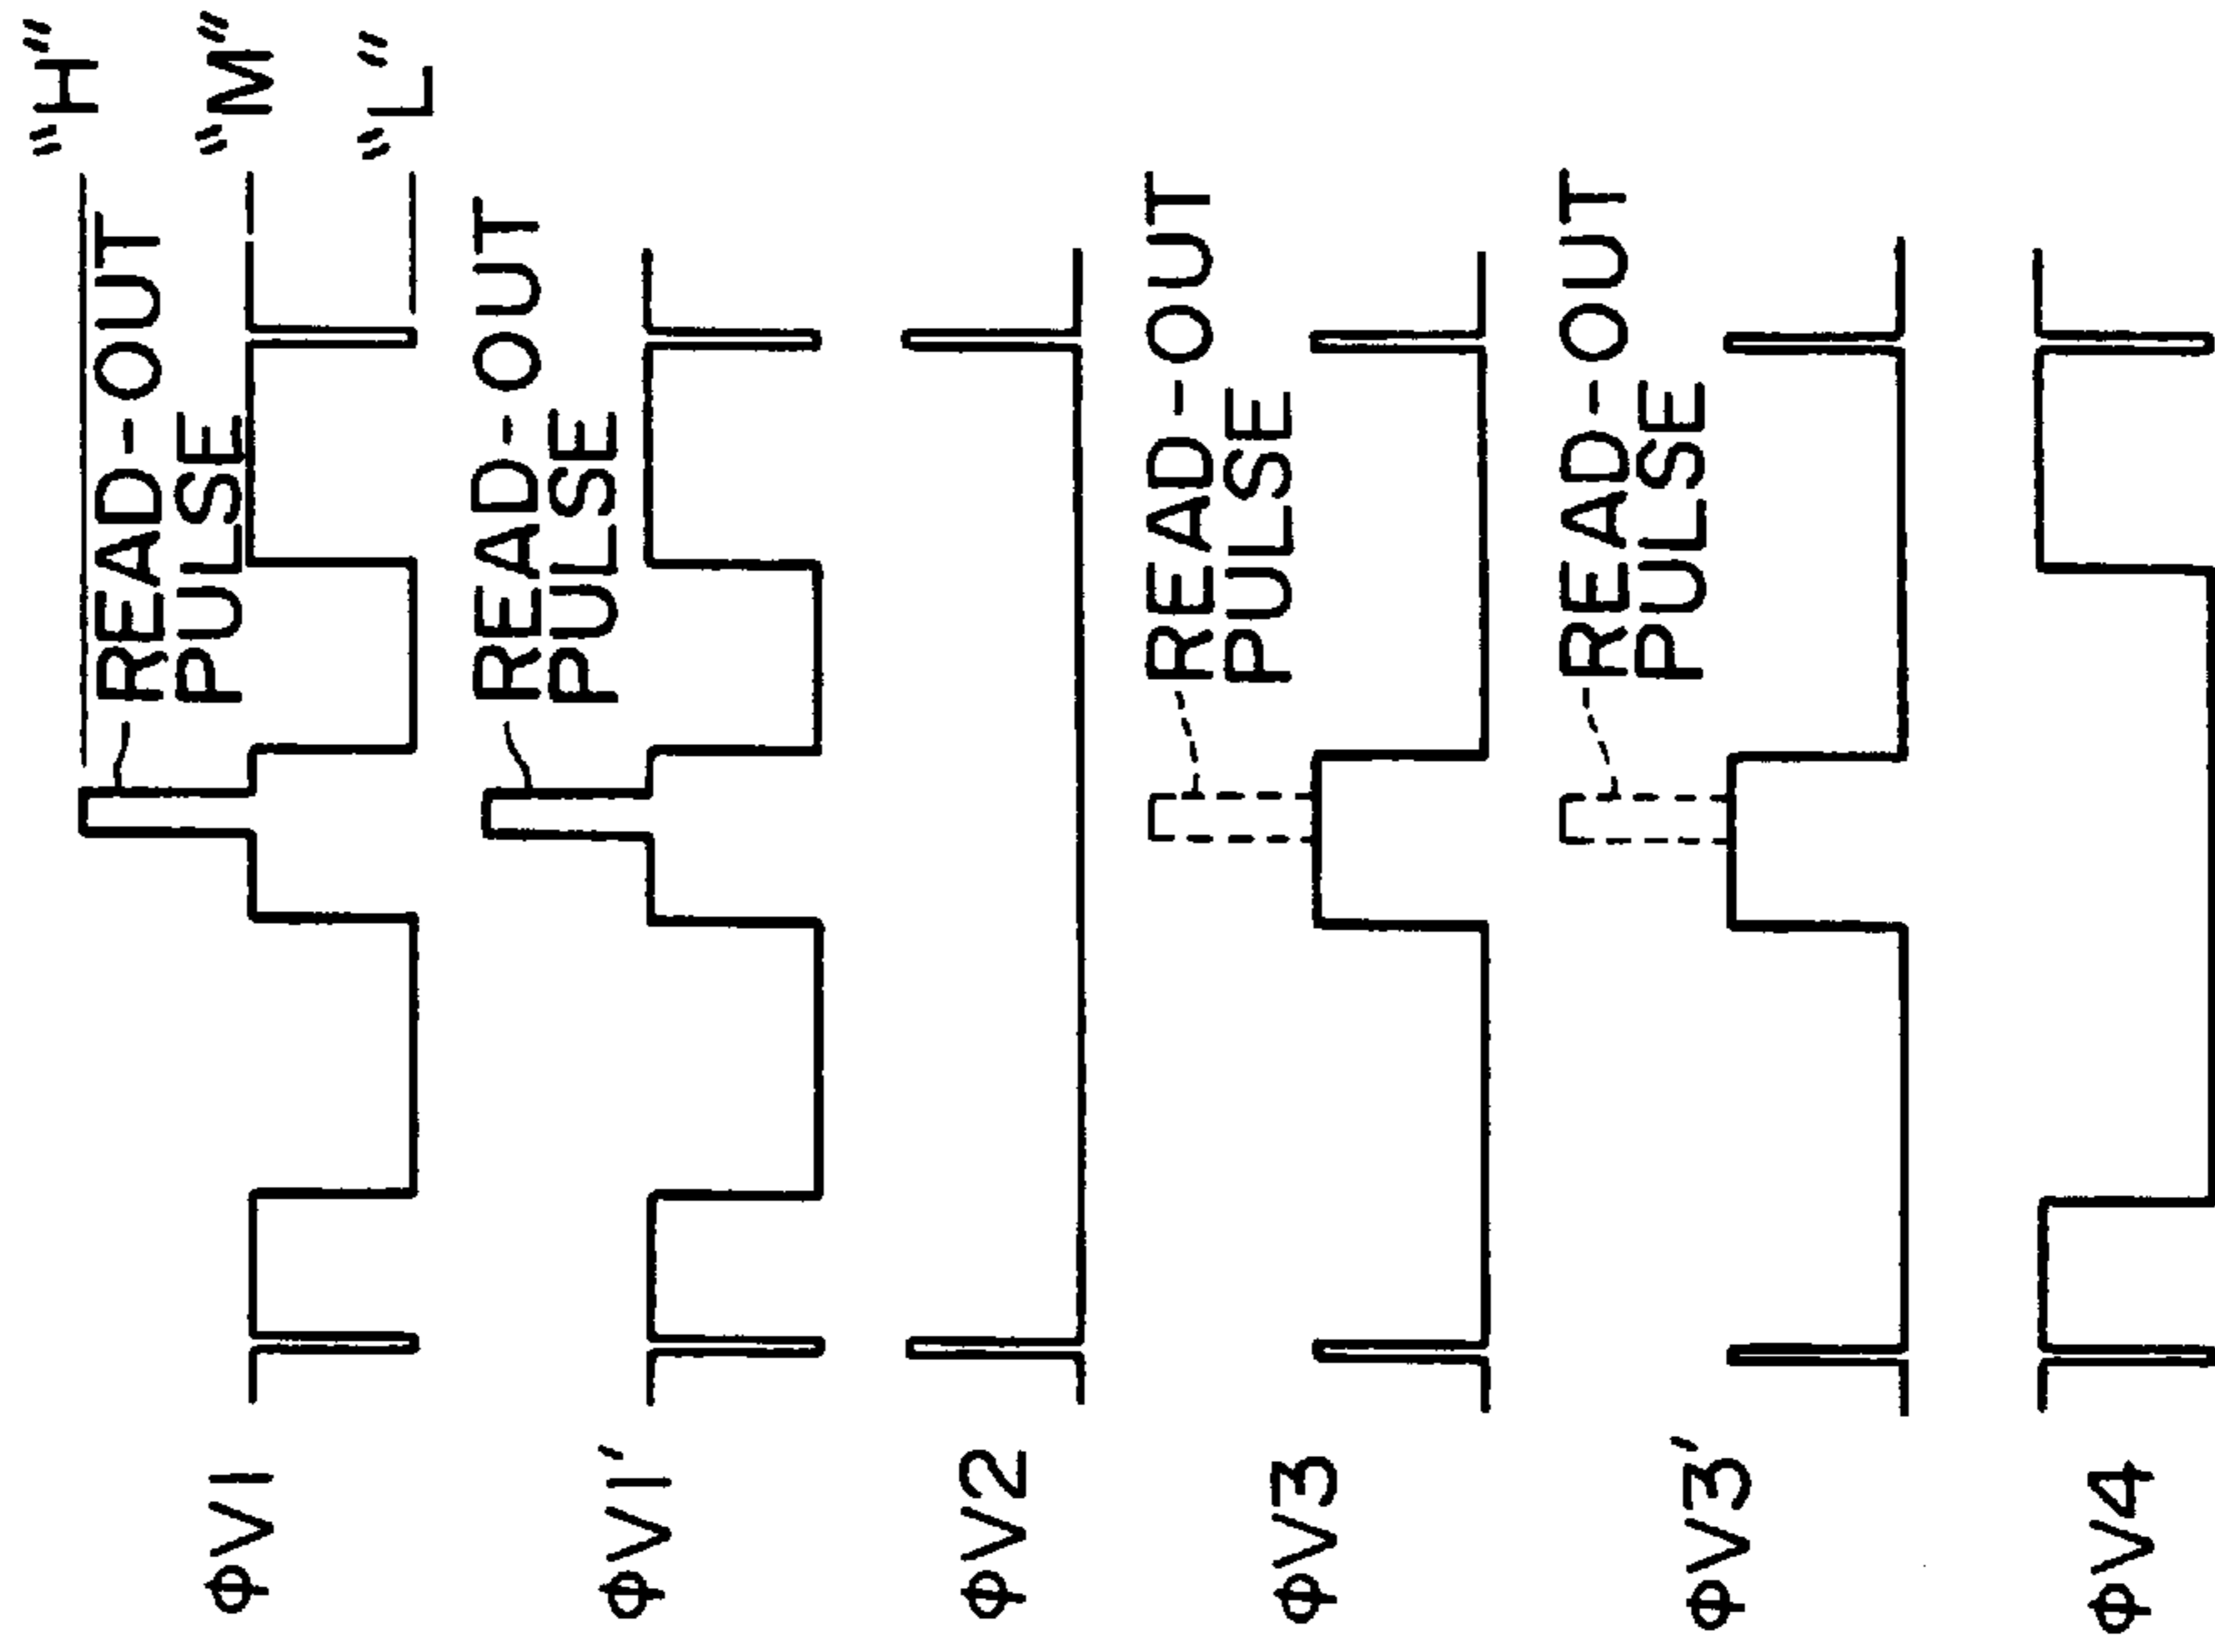 "H"
"M"
"L"
READ-OUT
PULSE
φV1
READ-OUT
PULSE
φV1′
φV2
READ-OUT
PULSE
φV3
READ-OUT
PULSE
φV3′
φV4